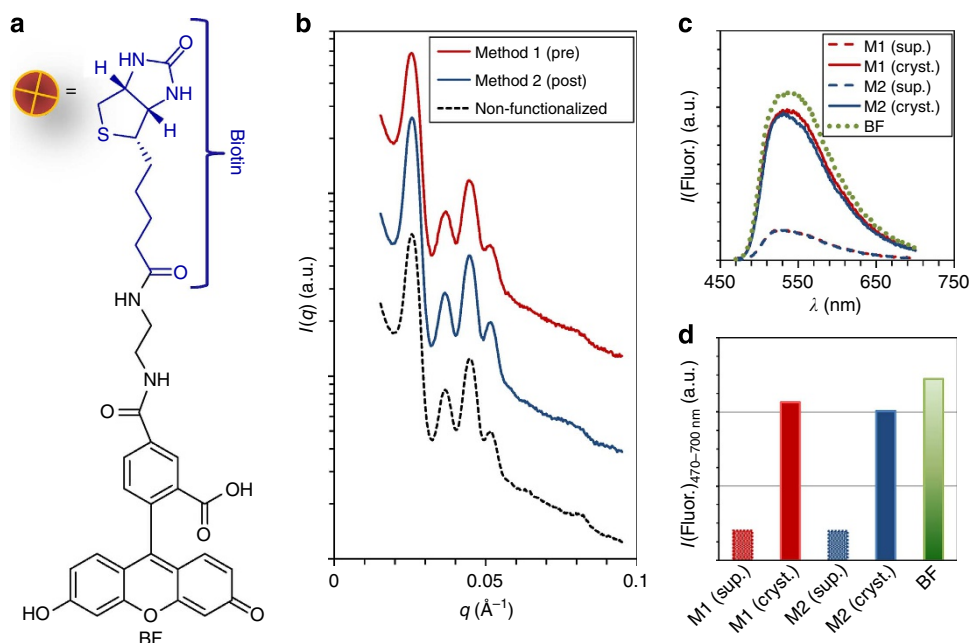 a
=
O
HN
NH
H
H
S
Biotin
O
HN
NH
O
OH
O
HO
O
O
BF
b
Method 1 (pre)
Method 2 (post)
Non-functionalized
I(q) (a.u.)
0
0.05
0.1
q (Å⁻¹)
c
M1 (sup.)
M1 (cryst.)
M2 (sup.)
M2 (cryst.)
BF
I(Fluor.) (a.u.)
450
550
650
750
λ (nm)
d
I(Fluor.)₄₇₀₋₇₀₀ ₙₘ (a.u.)
M1 (sup.)
M1 (cryst.)
M2 (sup.)
M2 (cryst.)
BF